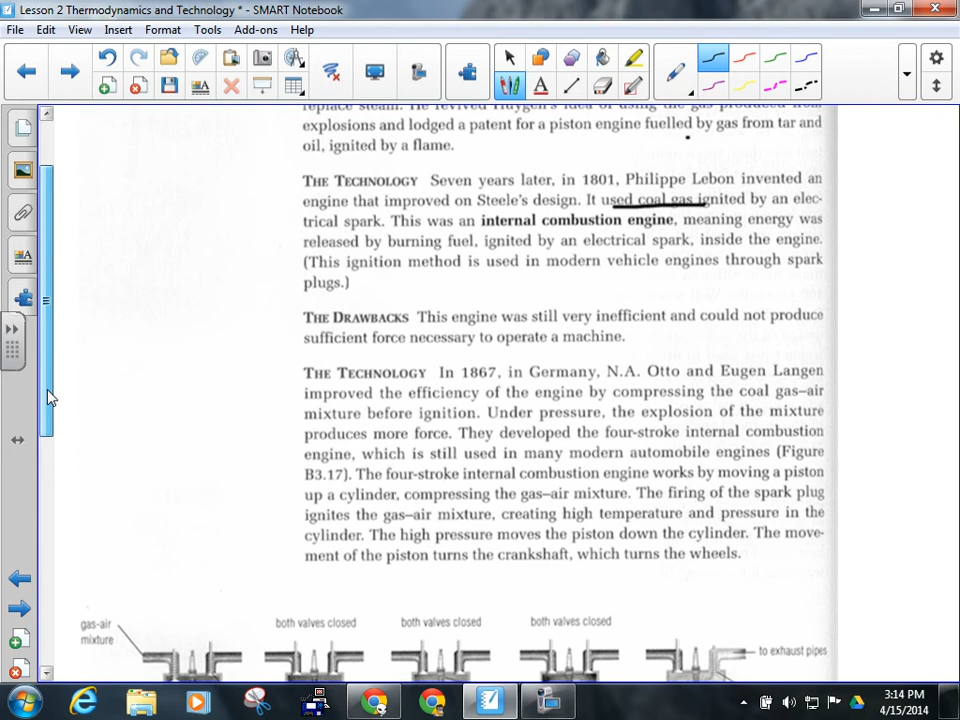 Lesson 2 Thermodynamics and Technology * - SMART Notebook
File Edit View Insert Format Tools Add-ons Help
replace steam. He revived Huygen's idea of using the gas produced from
explosions and lodged a patent for a piston engine fuelled by gas from tar and
oil, ignited by a flame.
THE TECHNOLOGY Seven years later, in 1801, Philippe Lebon invented an
engine that improved on Steele's design. It used coal gas ignited by an elec-
trical spark. This was an internal combustion engine, meaning energy was
released by burning fuel, ignited by an electrical spark, inside the engine.
(This ignition method is used in modern vehicle engines through spark
plugs.)
THE DRAWBACKS This engine was still very inefficient and could not produce
sufficient force necessary to operate a machine.
THE TECHNOLOGY In 1867, in Germany, N.A. Otto and Eugen Langen
improved the efficiency of the engine by compressing the coal gas–air
mixture before ignition. Under pressure, the explosion of the mixture
produces more force. They developed the four-stroke internal combustion
engine, which is still used in many modern automobile engines (Figure
B3.17). The four-stroke internal combustion engine works by moving a piston
up a cylinder, compressing the gas–air mixture. The firing of the spark plug
ignites the gas–air mixture, creating high temperature and pressure in the
cylinder. The high pressure moves the piston down the cylinder. The move-
ment of the piston turns the crankshaft, which turns the wheels.
gas-air
mixture
both valves closed both valves closed both valves closed
to exhaust pipes
3:14 PM
4/15/2014